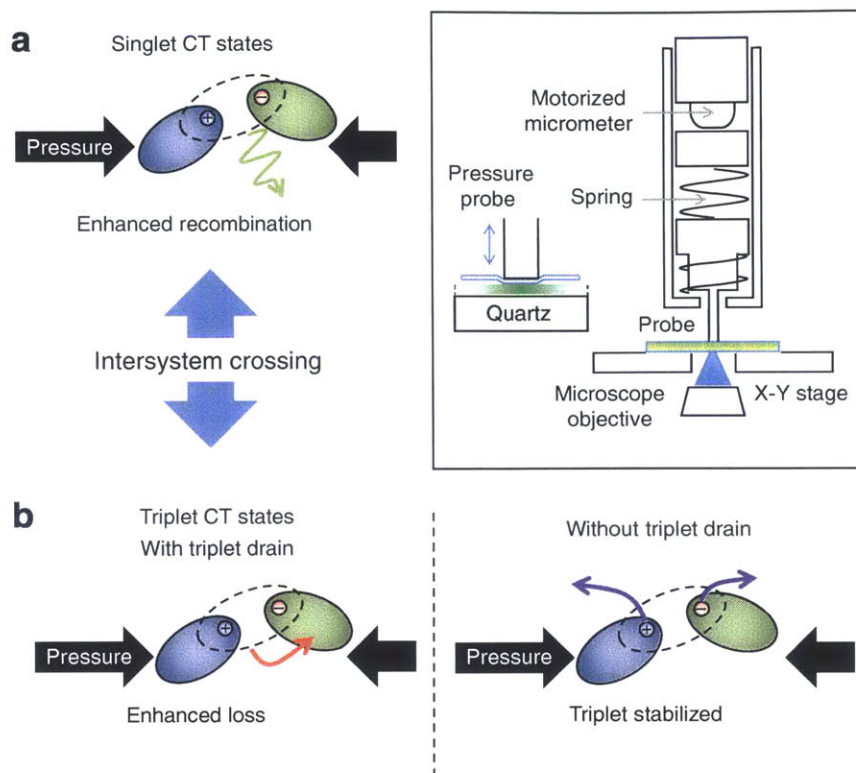 a
Singlet CT states
+
−
Pressure
Enhanced recombination
Intersystem crossing
Motorized
micrometer
Pressure
probe
Spring
Quartz
Probe
Microscope
objective
X-Y stage
b
Triplet CT states
With triplet drain
+
−
Pressure
Enhanced loss
Without triplet drain
+
−
Pressure
Triplet stabilized